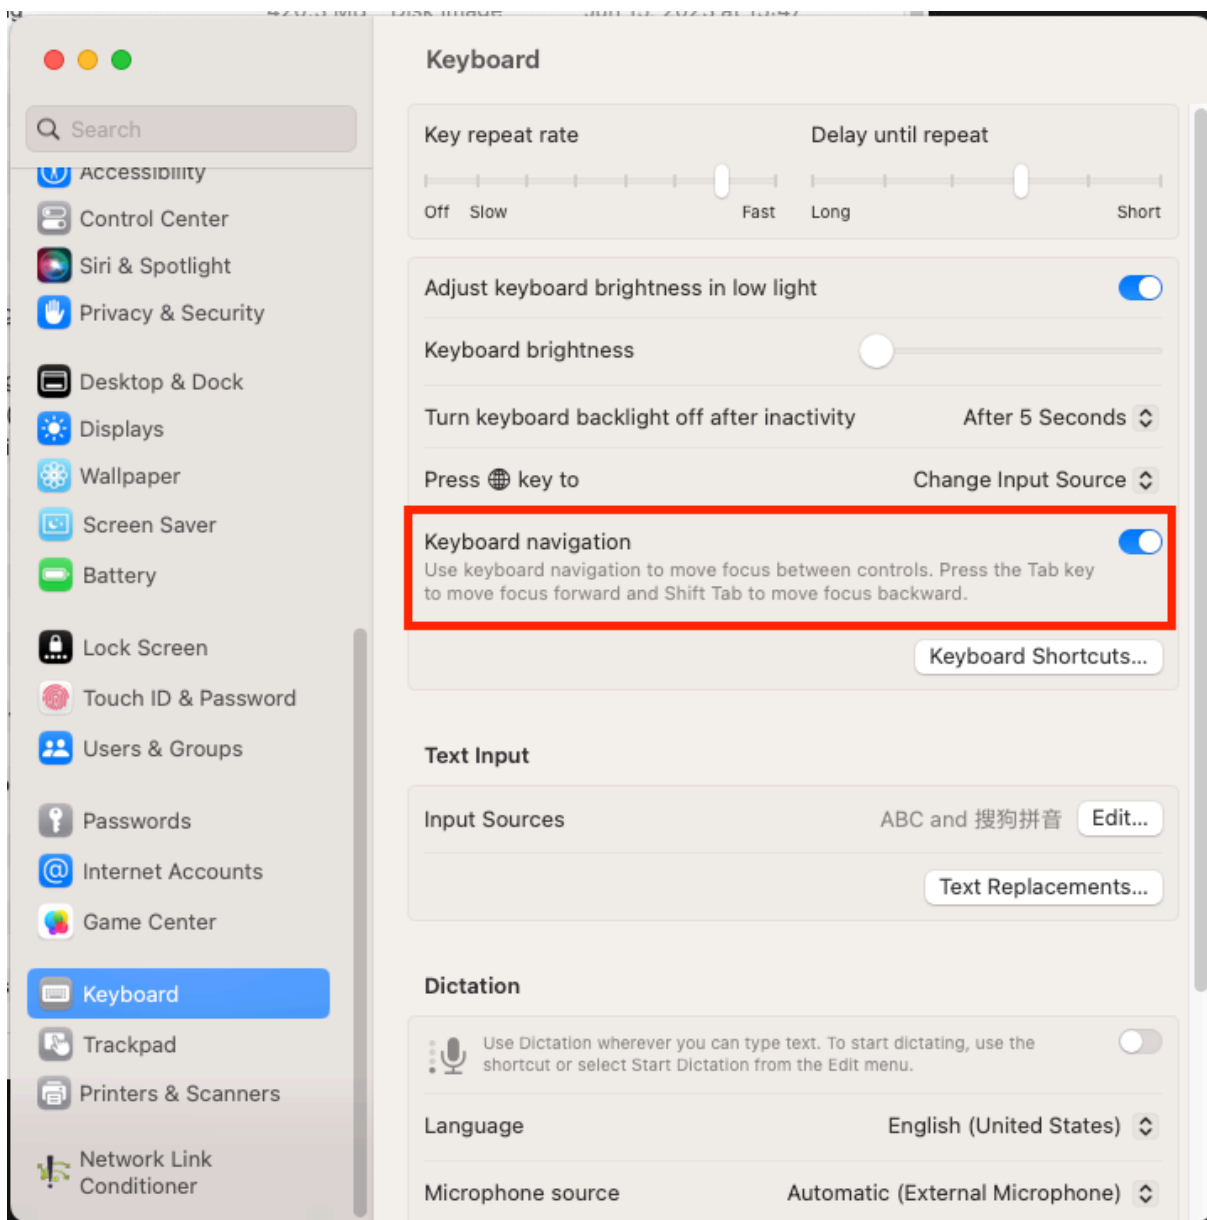 Keyboard
Search
Accessibility
Control Center
Siri & Spotlight
Privacy & Security
Desktop & Dock
Displays
Wallpaper
Screen Saver
Battery
Lock Screen
Touch ID & Password
Users & Groups
Passwords
Internet Accounts
Game Center
Keyboard
Trackpad
Printers & Scanners
Network Link
Conditioner
Key repeat rate
Delay until repeat
Off Slow Fast
Long Short
Adjust keyboard brightness in low light
Keyboard brightness
Turn keyboard backlight off after inactivity After 5 Seconds
Press key to Change Input Source
Keyboard navigation
Use keyboard navigation to move focus between controls. Press the Tab key
to move focus forward and Shift Tab to move focus backward.
Keyboard Shortcuts...
Text Input
Input Sources ABC and 搜狗拼音 Edit...
Text Replacements...
Dictation
Use Dictation wherever you can type text. To start dictating, use the
shortcut or select Start Dictation from the Edit menu.
Language English (United States)
Microphone source Automatic (External Microphone)